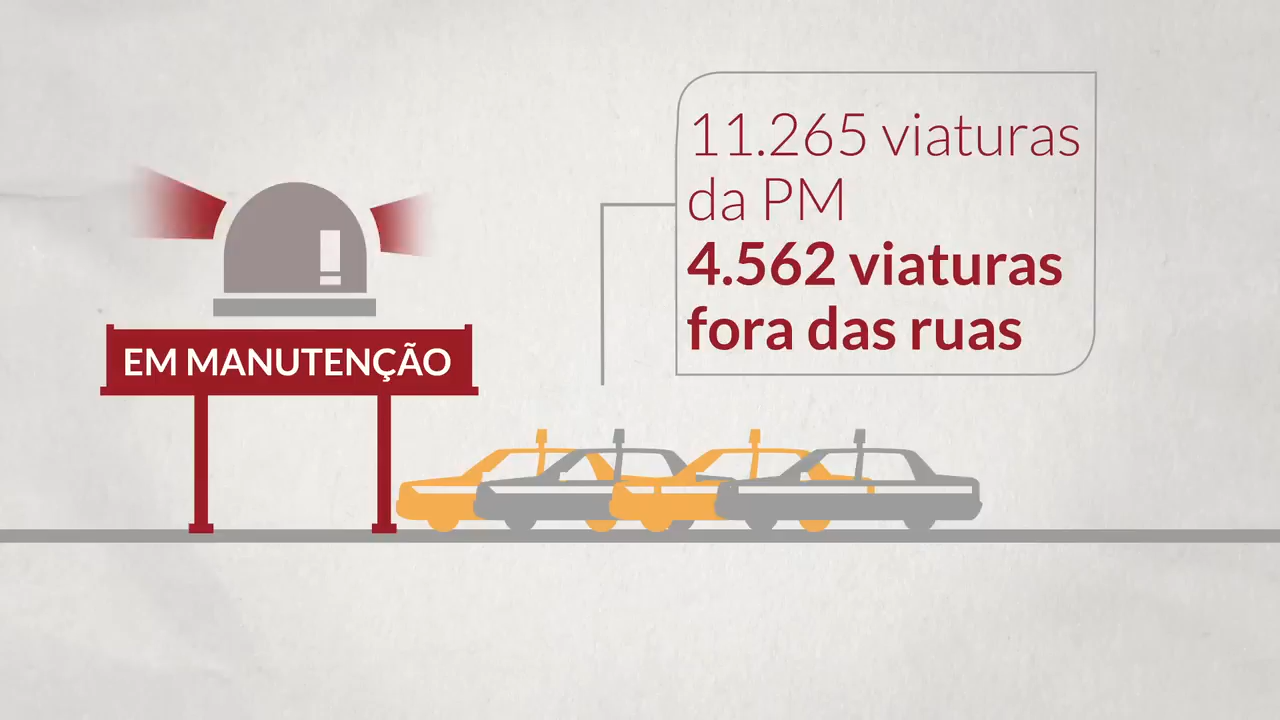 11.265 viaturas
da PM
4.562 viaturas
fora das ruas
EM MANUTENÇÃO